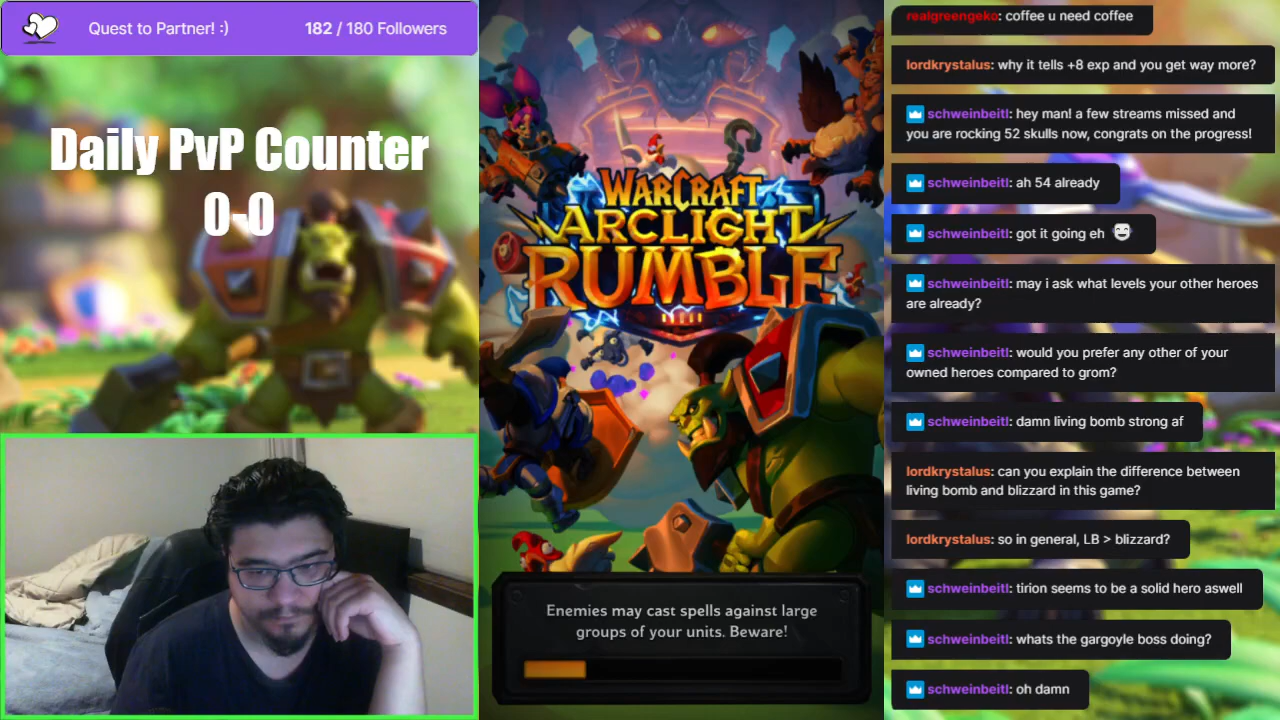 Quest to Partner! :)
182 / 180 Followers
Daily PvP Counter
0-0
WARCRAFT
ARCLIGHT
RUMBLE
Enemies may cast spells against large
groups of your units. Beware!
realgreengeko: coffee u need coffee
lordkrystalus: why it tells +8 exp and you get way more?
schweinbeitl: hey man! a few streams missed and
you are rocking 52 skulls now, congrats on the progress!
schweinbeitl: ah 54 already
schweinbeitl: got it going eh
schweinbeitl: may i ask what levels your other heroes
are already?
schweinbeitl: would you prefer any other of your
owned heroes compared to grom?
schweinbeitl: damn living bomb strong af
lordkrystalus: can you explain the difference between
living bomb and blizzard in this game?
lordkrystalus: so in general, LB > blizzard?
schweinbeitl: tirion seems to be a solid hero aswell
schweinbeitl: whats the gargoyle boss doing?
schweinbeitl: oh damn